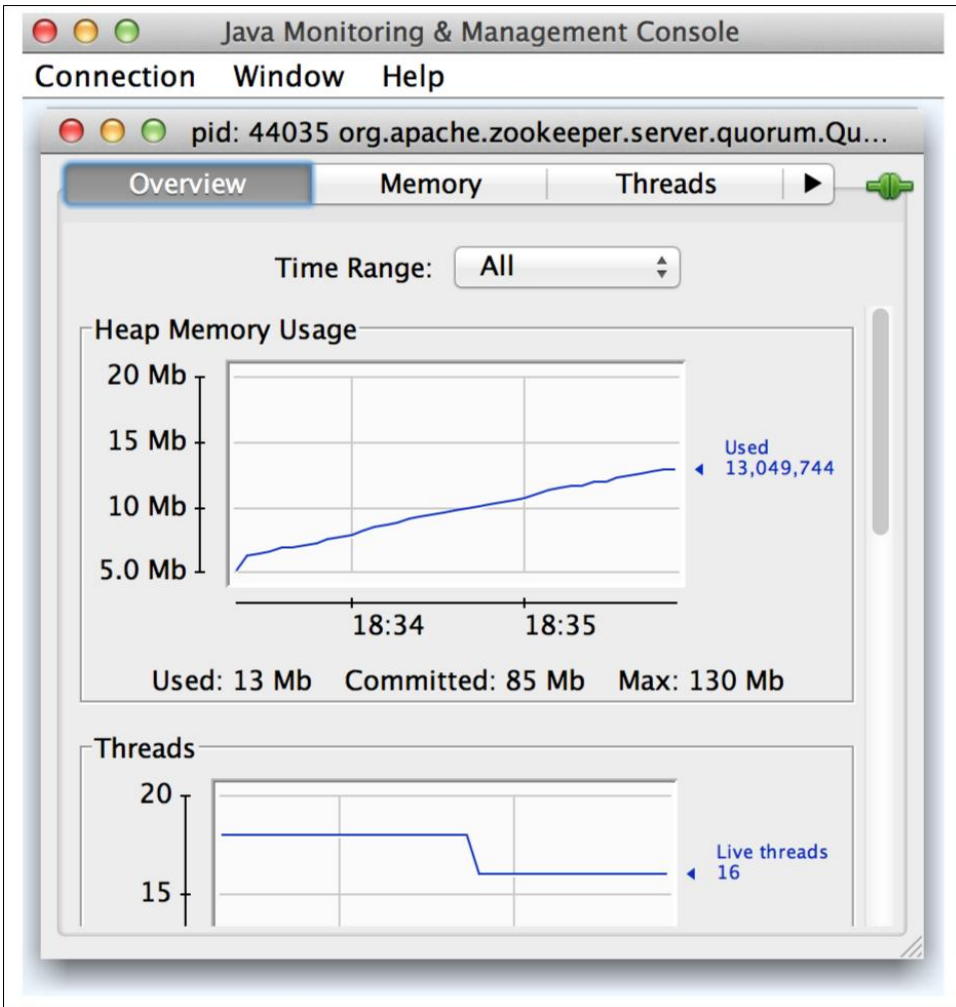 Java Monitoring & Management Console
Connection Window Help
pid: 44035 org.apache.zookeeper.server.quorum.Qu...
Overview Memory Threads
Time Range: All
Heap Memory Usage
20 Mb
15 Mb
10 Mb
5.0 Mb
Used
13,049,744
18:34 18:35
Used: 13 Mb Committed: 85 Mb Max: 130 Mb
Threads
20
15
Live threads
16